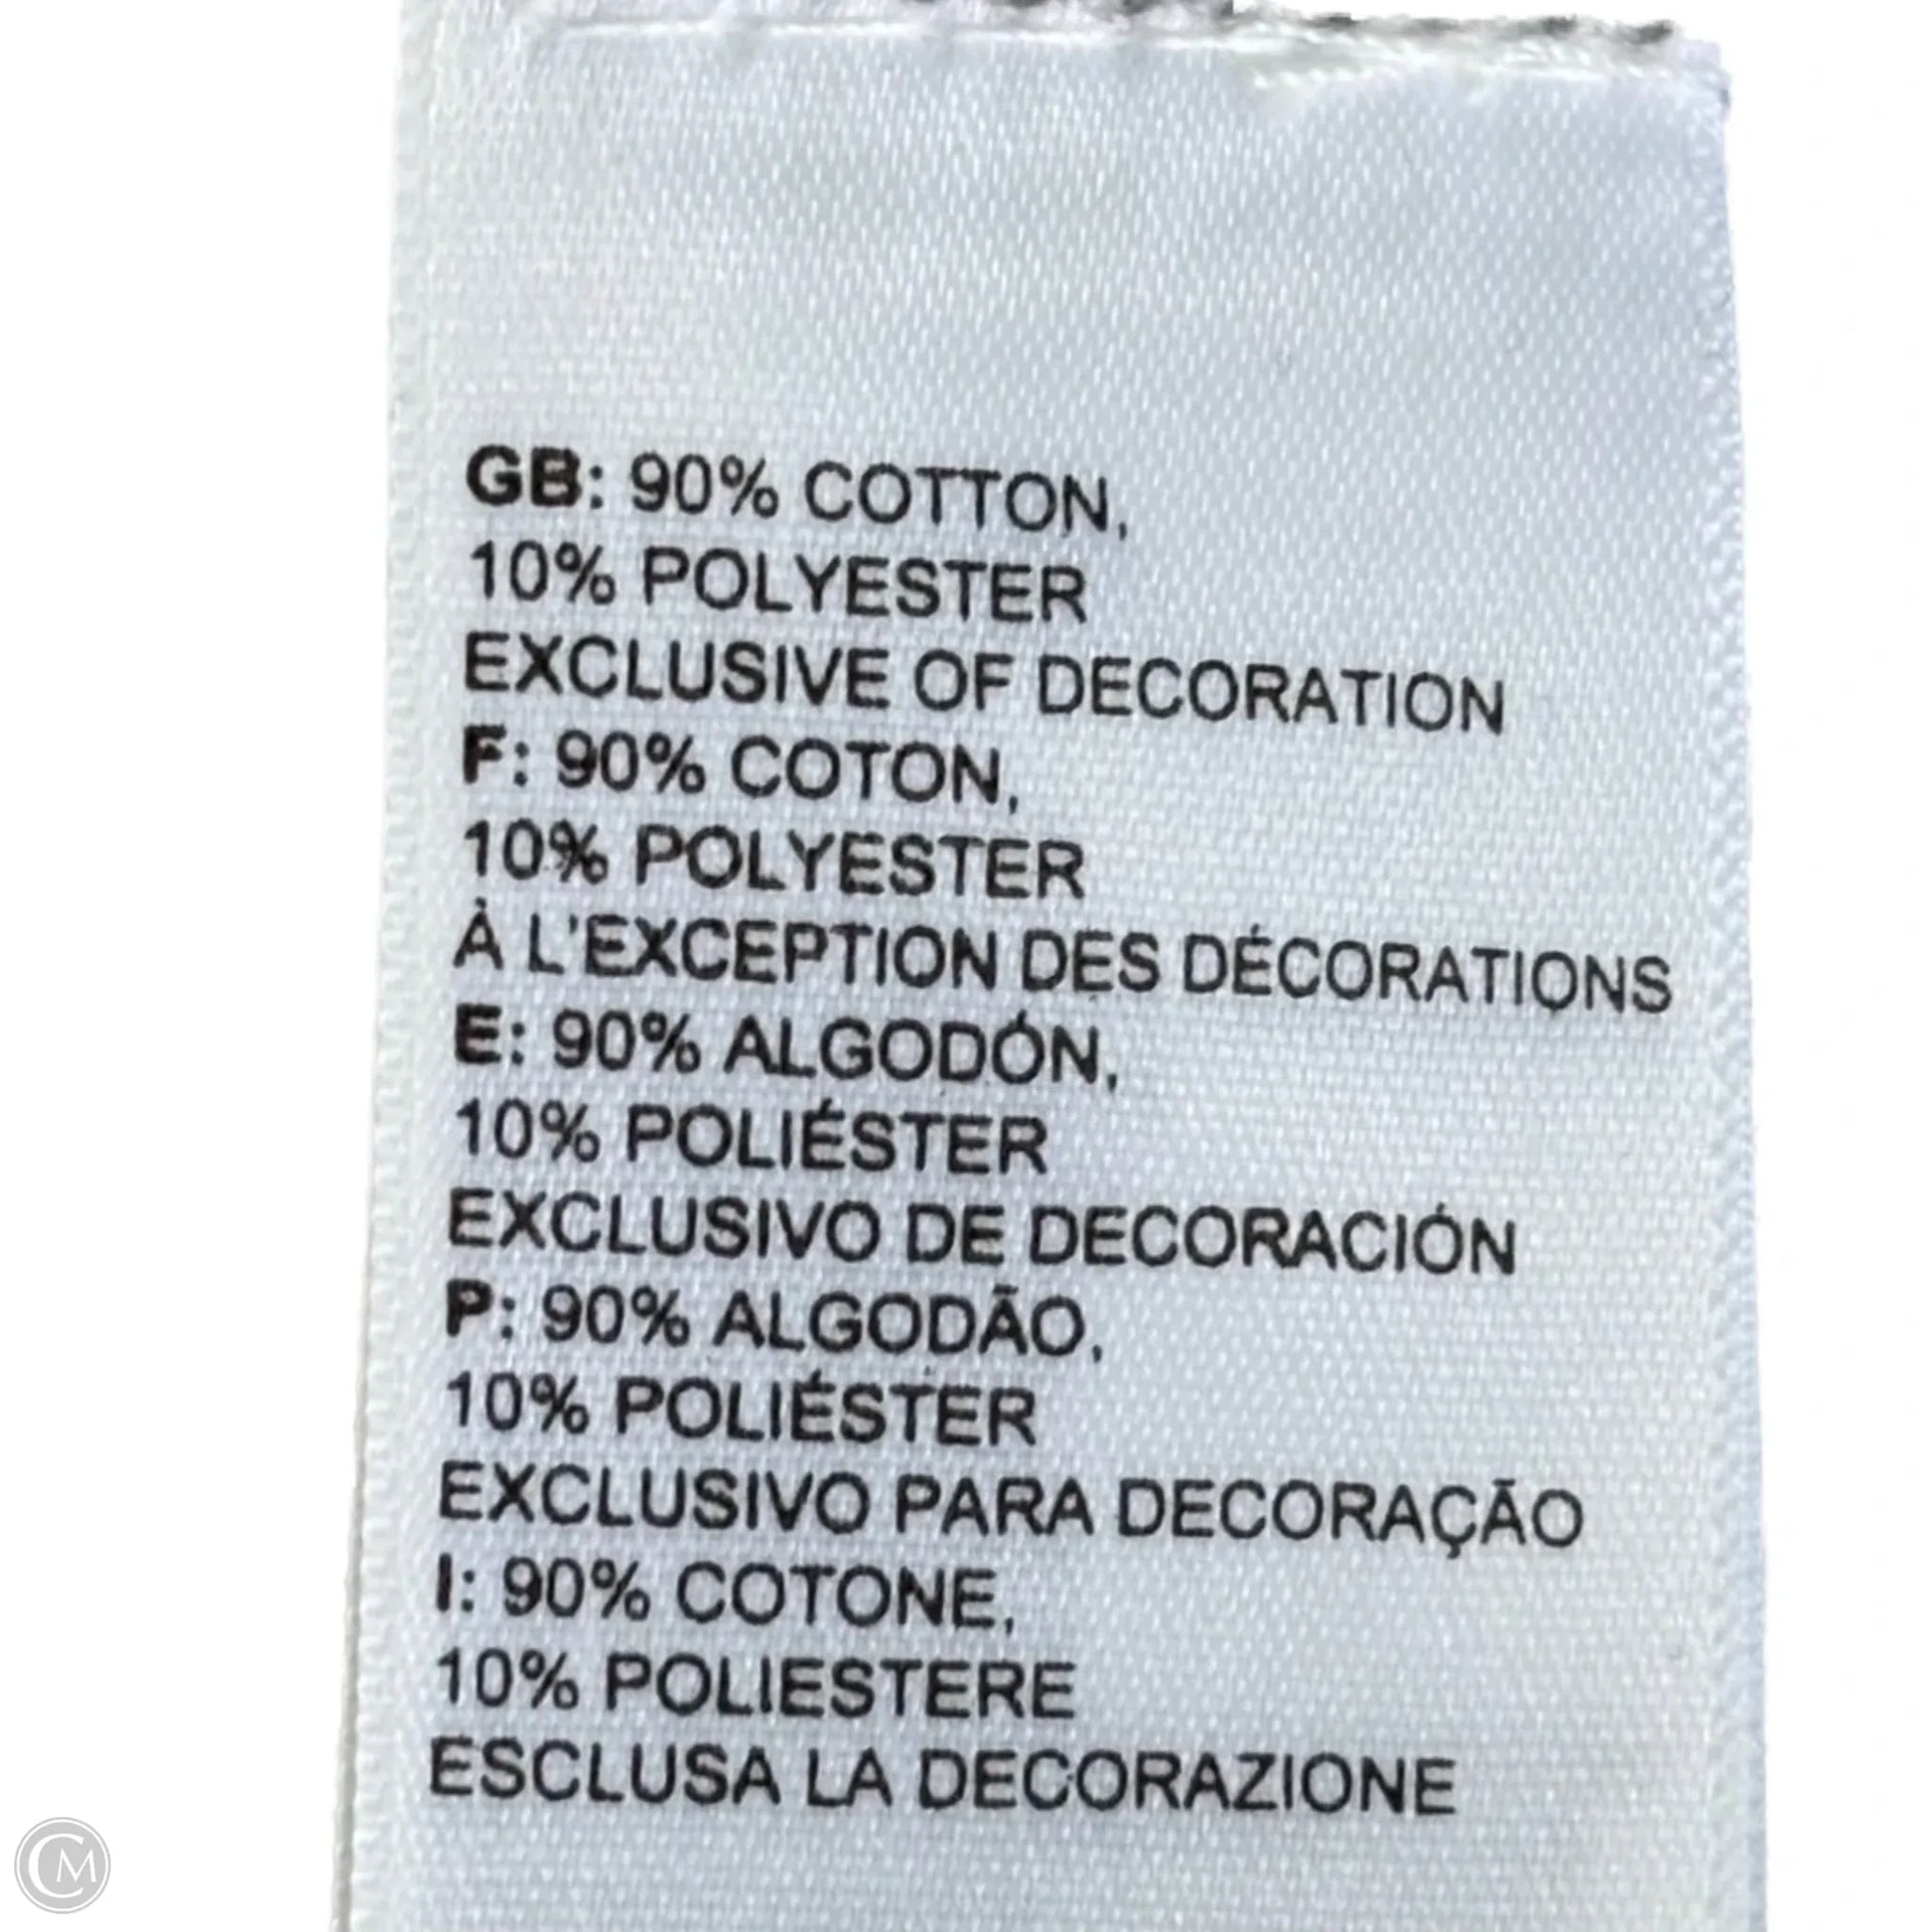 GB: 90% COTTON,
10% POLYESTER
EXCLUSIVE OF DECORATION
F: 90% COTON,
10% POLYESTER
À L'EXCEPTION DES DÉCORATIONS
E: 90% ALGODÓN,
10% POLIÉSTER
EXCLUSIVO DE DECORACIÓN
P: 90% ALGODÃO,
10% POLIÉSTER
EXCLUSIVO PARA DECORAÇÃO
I: 90% COTONE,
10% POLIESTERE
ESCLUSA LA DECORAZIONE
CM